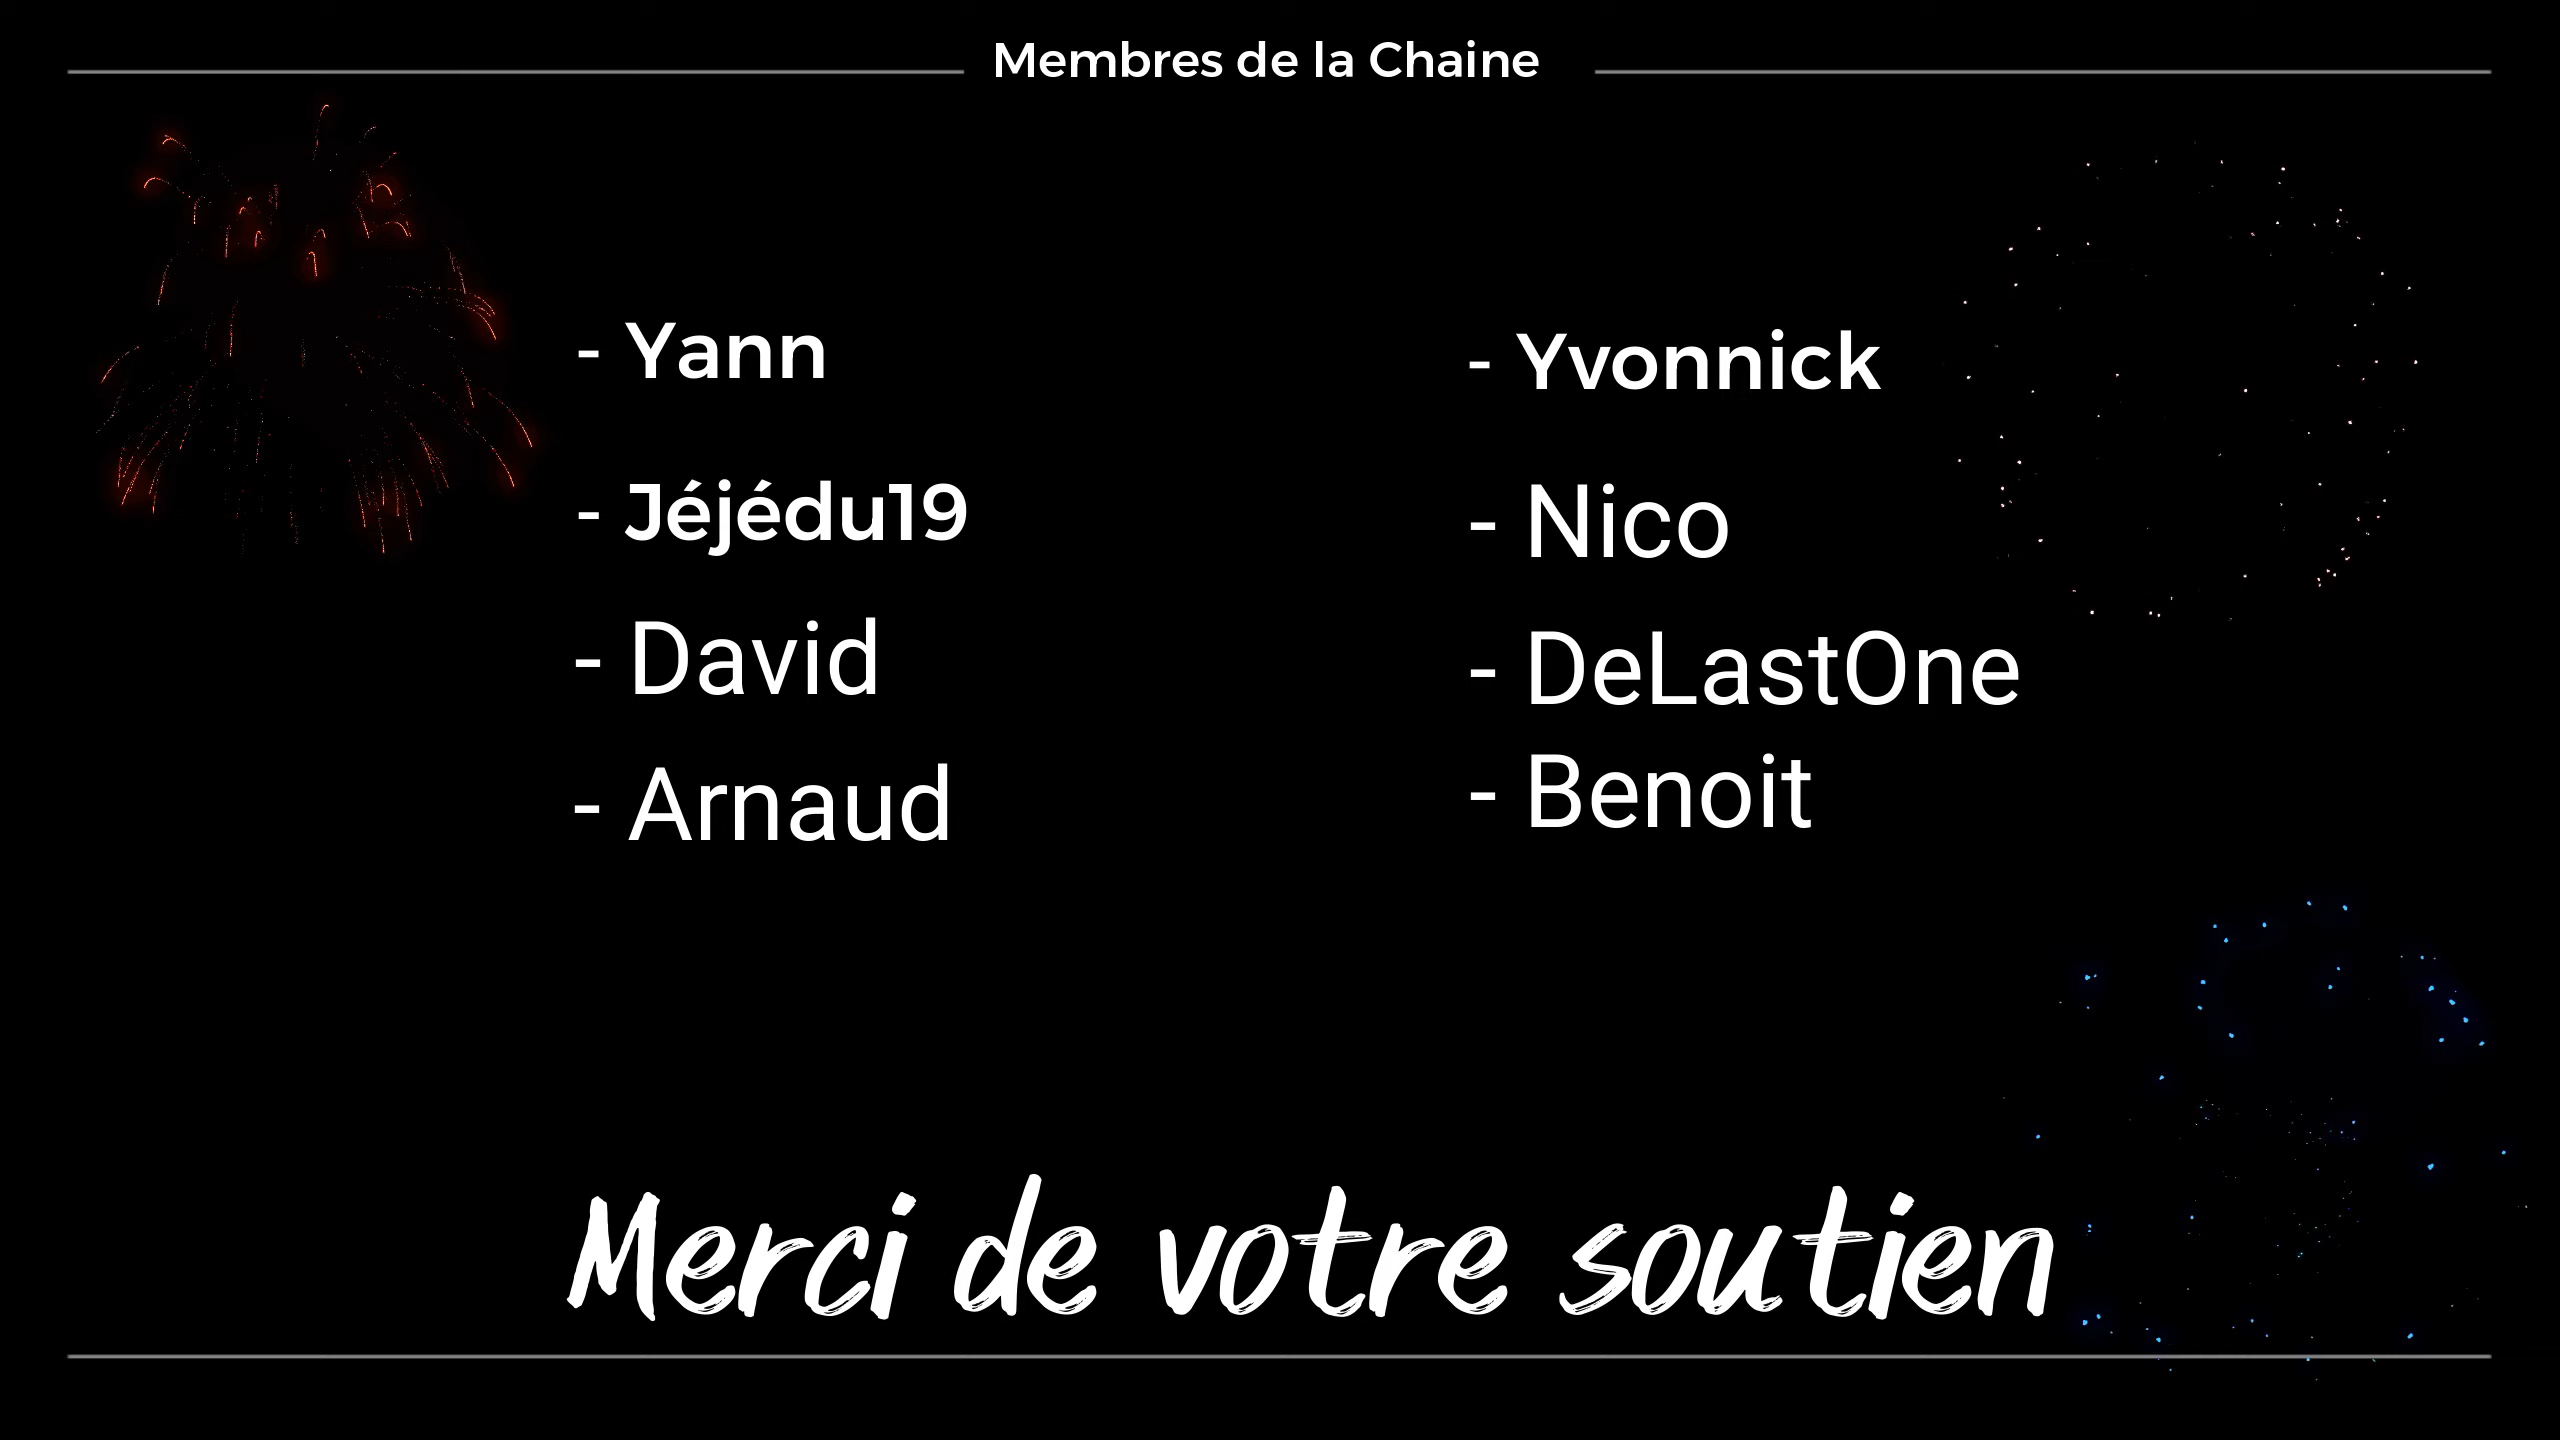 Membres de la Chaine
- Yann
- Jéjédu19
- David
- Arnaud
- Yvonnick
- Nico
- DeLastOne
- Benoit
Merci de votre soutien